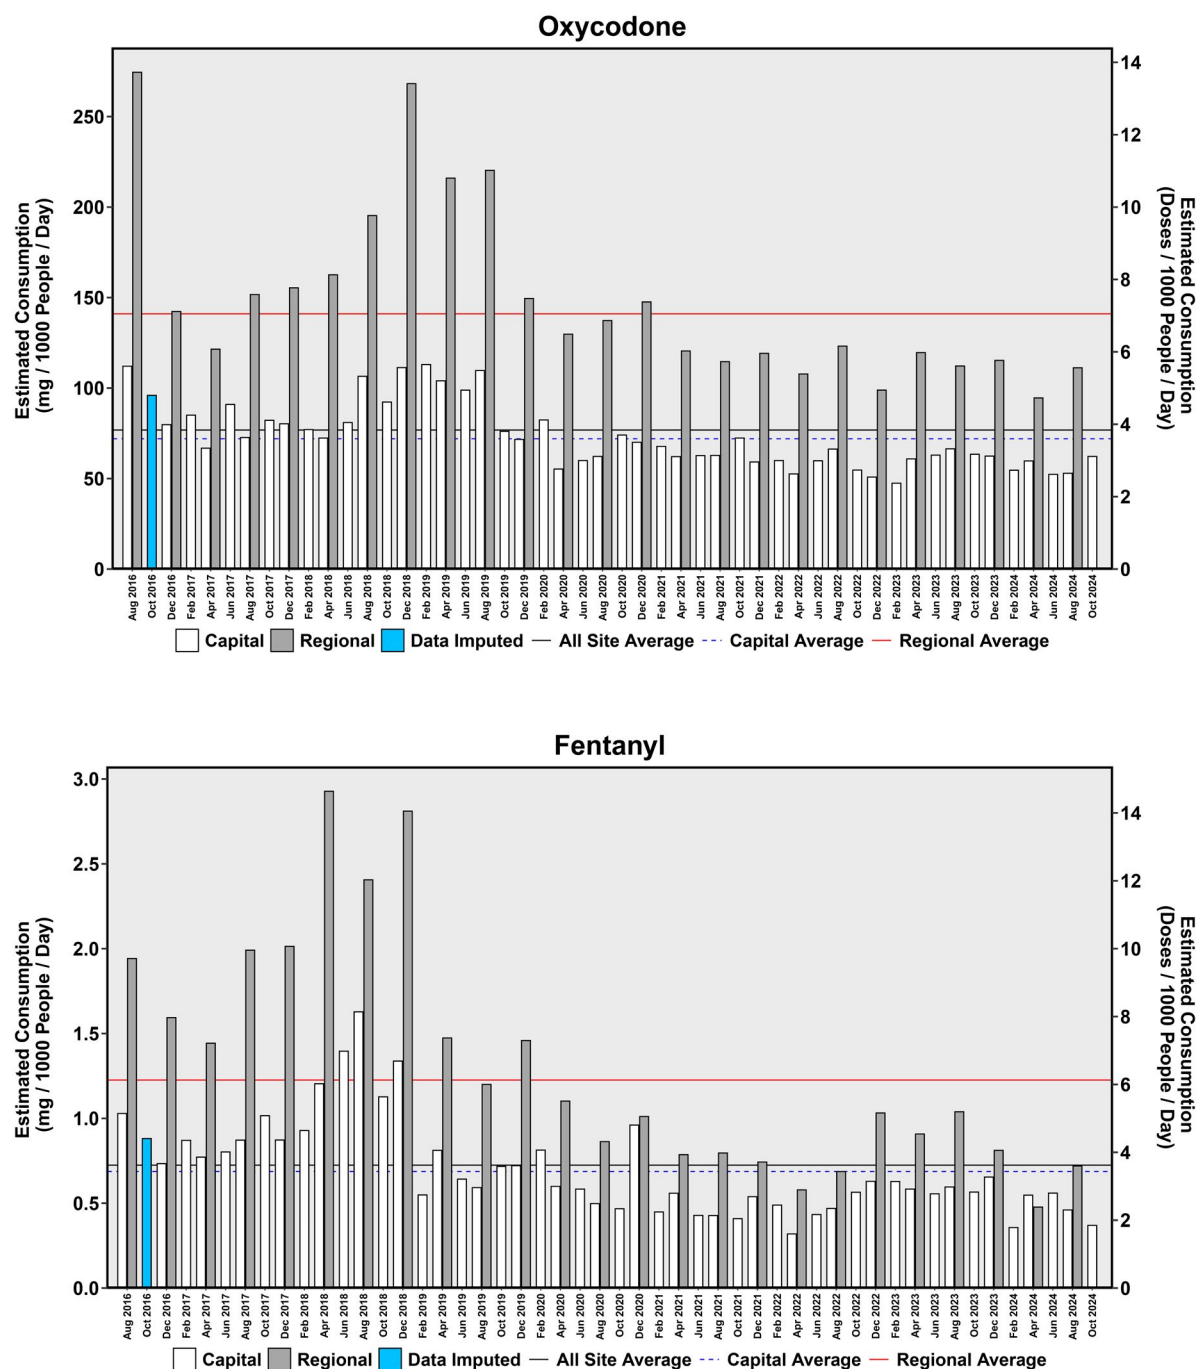 Oxycodone
Estimated Consumption
(mg / 1000 People / Day)
250
200
150
100
50
0
14
12
10
8
6
4
2
0
Estimated Consumption
(Doses / 1000 People / Day)
Aug 2016
Oct 2016
Dec 2016
Feb 2017
Apr 2017
Jun 2017
Aug 2017
Oct 2017
Dec 2017
Feb 2018
Apr 2018
Jun 2018
Aug 2018
Oct 2018
Dec 2018
Feb 2019
Apr 2019
Jun 2019
Aug 2019
Oct 2019
Dec 2019
Feb 2020
Apr 2020
Jun 2020
Aug 2020
Oct 2020
Dec 2020
Feb 2021
Apr 2021
Jun 2021
Aug 2021
Oct 2021
Dec 2021
Feb 2022
Apr 2022
Jun 2022
Aug 2022
Oct 2022
Dec 2022
Feb 2023
Apr 2023
Jun 2023
Aug 2023
Oct 2023
Dec 2023
Feb 2024
Apr 2024
Jun 2024
Aug 2024
Oct 2024
Capital Regional Data Imputed All Site Average Capital Average Regional Average
Fentanyl
Estimated Consumption
(mg / 1000 People / Day)
3.0
2.5
2.0
1.5
1.0
0.5
0.0
14
12
10
8
6
4
2
0
Estimated Consumption
(Doses / 1000 People / Day)
Aug 2016
Oct 2016
Dec 2016
Feb 2017
Apr 2017
Jun 2017
Aug 2017
Oct 2017
Dec 2017
Feb 2018
Apr 2018
Jun 2018
Aug 2018
Oct 2018
Dec 2018
Feb 2019
Apr 2019
Jun 2019
Aug 2019
Oct 2019
Dec 2019
Feb 2020
Apr 2020
Jun 2020
Aug 2020
Oct 2020
Dec 2020
Feb 2021
Apr 2021
Jun 2021
Aug 2021
Oct 2021
Dec 2021
Feb 2022
Apr 2022
Jun 2022
Aug 2022
Oct 2022
Dec 2022
Feb 2023
Apr 2023
Jun 2023
Aug 2023
Oct 2023
Dec 2023
Feb 2024
Apr 2024
Jun 2024
Aug 2024
Oct 2024
Capital Regional Data Imputed All Site Average Capital Average Regional Average